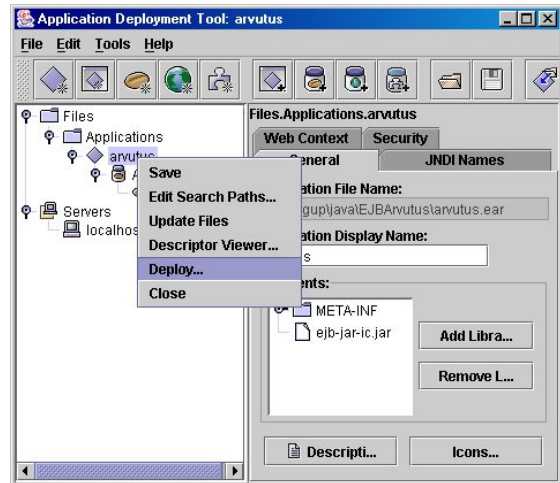 Application Deployment Tool: arvutus
File Edit Tools Help
Files
Applications
arvutus
A
Servers
localhos
Save
Edit Search Paths...
Update Files
Descriptor Viewer...
Deploy...
Close
Files.Applications.arvutus
Web Context Security
General JNDI Names
ation File Name:
gup\java\EJBArvutus\arvutus.ear
ation Display Name:
s
ents:
META-INF
ejb-jar-ic.jar
Add Libra...
Remove L...
Descripti...
Icons...